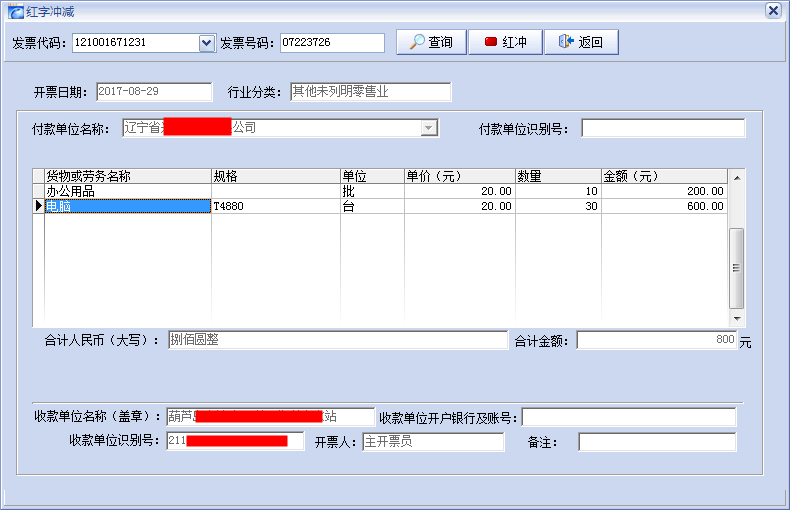 红字冲减
发票代码: 121001671231 发票号码: 07223726 查询 红冲 返回
开票日期: 2017-08-29 行业分类: 其他未列明零售业
付款单位名称: 辽宁省 公司 付款单位识别号:
货物或劳务名称 规格 单位 单价（元） 数量 金额（元）
办公用品 批 20.00 10 200.00
电脑 T4880 台 20.00 30 600.00
合计人民币（大写）: 捌佰圆整 合计金额: 800 元
收款单位名称（盖章）: 葫芦 站 收款单位开户银行及账号:
收款单位识别号: 211 开票人: 主开票员 备注: